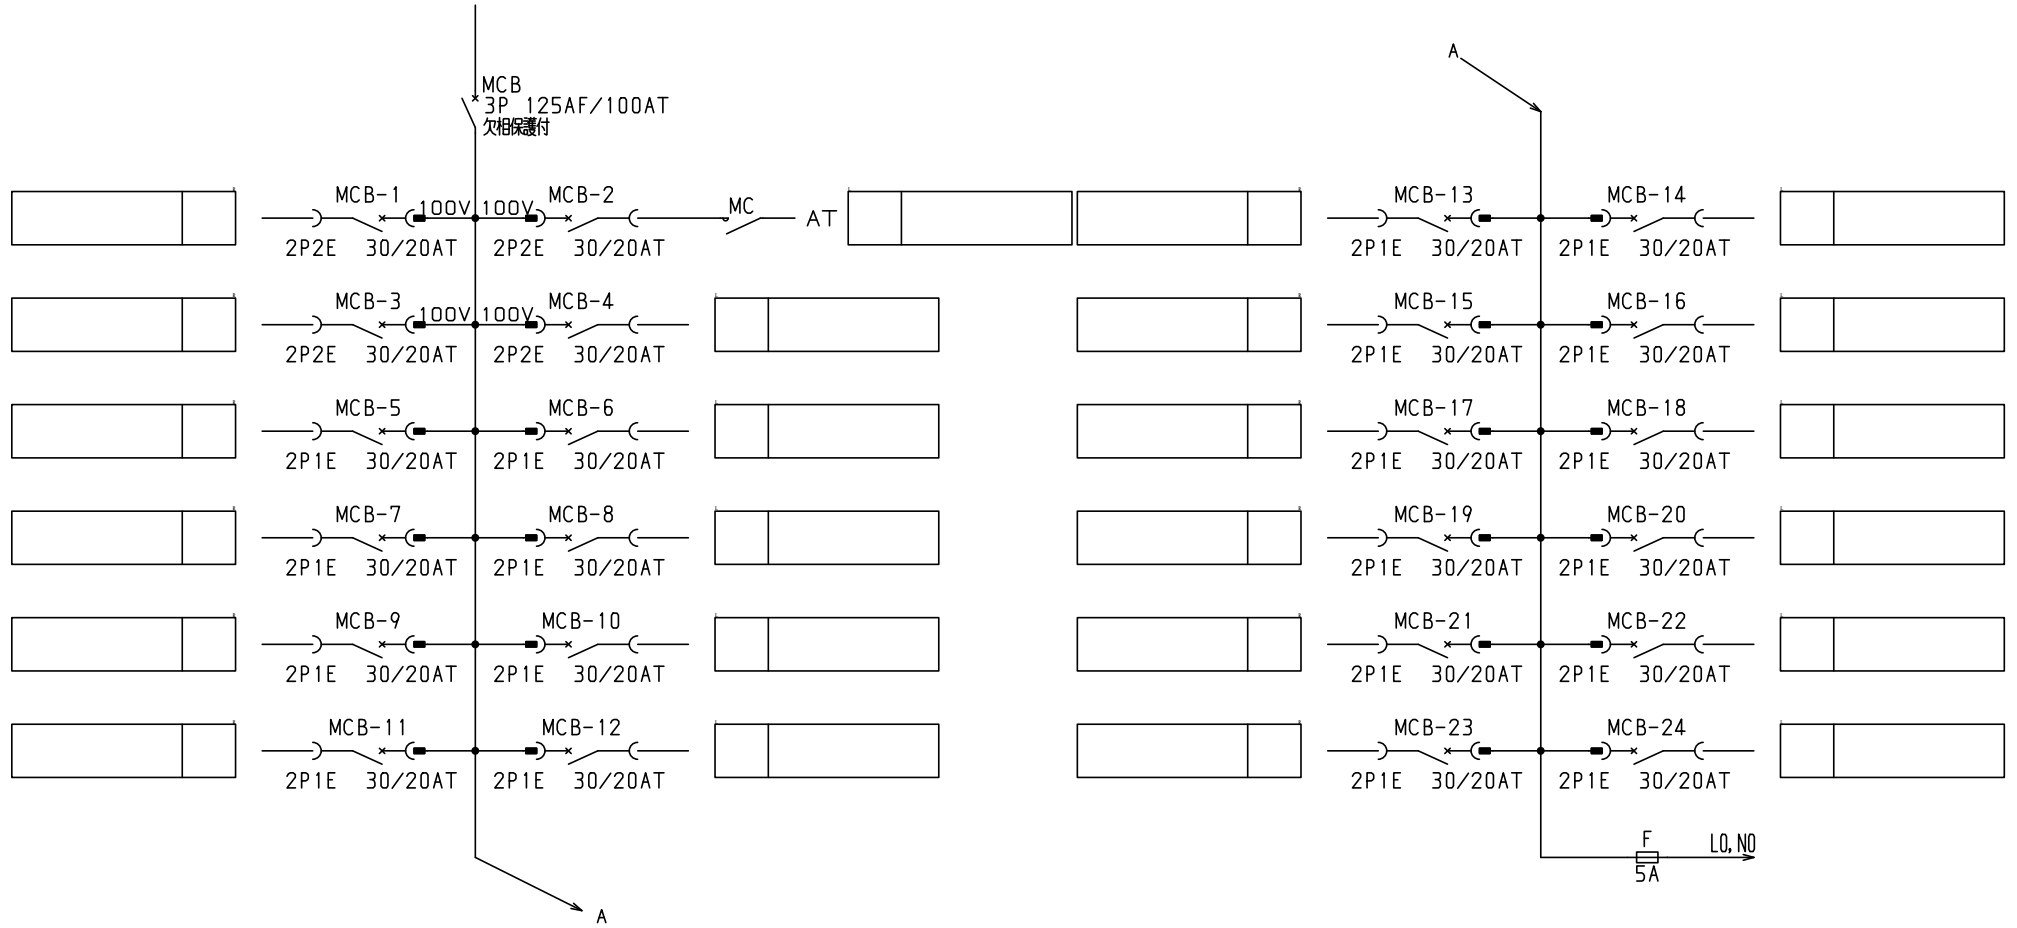 MCB
3P 125AF/100AT
欠相保護付
MCB-1 100V 100V MCB-2 MC AT
2P2E 30/20AT 2P2E 30/20AT
MCB-3 100V 100V MCB-4
2P2E 30/20AT 2P2E 30/20AT
MCB-5 MCB-6
2P1E 30/20AT 2P1E 30/20AT
MCB-7 MCB-8
2P1E 30/20AT 2P1E 30/20AT
MCB-9 MCB-10
2P1E 30/20AT 2P1E 30/20AT
MCB-11 MCB-12
2P1E 30/20AT 2P1E 30/20AT
A
A
MCB-13 MCB-14
2P1E 30/20AT 2P1E 30/20AT
MCB-15 MCB-16
2P1E 30/20AT 2P1E 30/20AT
MCB-17 MCB-18
2P1E 30/20AT 2P1E 30/20AT
MCB-19 MCB-20
2P1E 30/20AT 2P1E 30/20AT
MCB-21 MCB-22
2P1E 30/20AT 2P1E 30/20AT
MCB-23 MCB-24
2P1E 30/20AT 2P1E 30/20AT
F L0,N0
5A